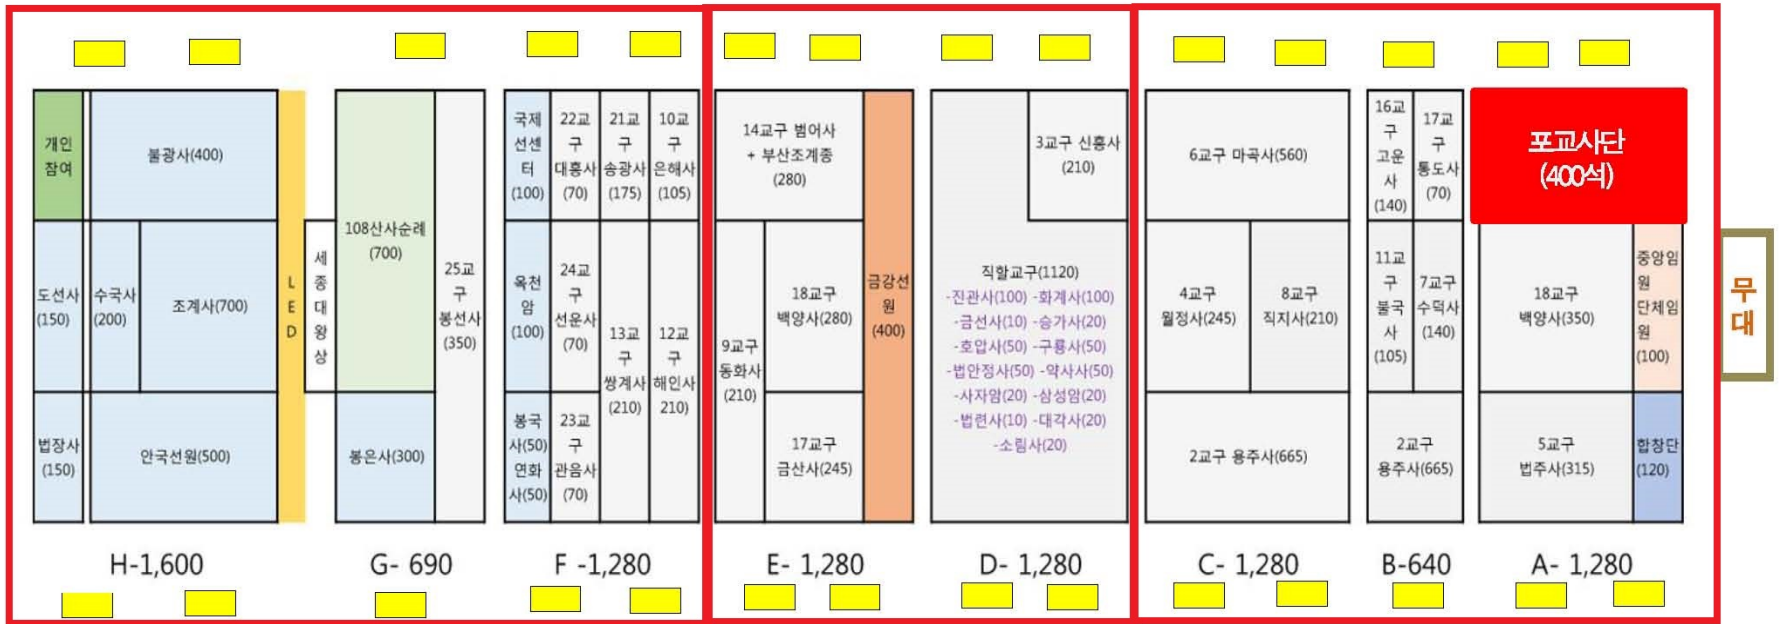 개인
참여
불광사(400)
도선사
(150)
수국사
(200)
조계사(700)
법장사
(150)
안국선원(500)
L
E
D
세
종
대
왕
상
108산사순례
(700)
25교
구
봉선사
(350)
봉은사(300)
국제
선센
터
(100)
22교
구
대흥사
(70)
21교
구
송광사
(175)
10교
구
은해사
(105)
옥천
암
(100)
24교
구
선운사
(70)
13교
구
쌍계사
(210)
12교
구
해인사
210)
봉국
사(50)
연화
사(50)
23교
구
관음사
(70)
14교구 범어사
+ 부산조계종
(280)
9교구
동화사
(210)
18교구
백양사(280)
17교구
금산사(245)
금강선
원
(400)
3교구 신흥사
(210)
직할교구(1120)
-진관사(100) -화계사(100)
-금선사(10) -승가사(20)
-호압사(50) -구룡사(50)
-법안정사(50) -약사사(50)
-사자암(20) -삼성암(20)
-법련사(10) -대각사(20)
-소림사(20)
6교구 마곡사(560)
4교구
월정사(245)
8교구
직지사(210)
2교구 용주사(665)
16교
구
고운
사
(140)
17교
구
통도사
(70)
11교
구
불국
사
(105)
7교구
수덕사
(140)
2교구
용주사(665)
포교사단
(400석)
18교구
백양사(350)
중앙임
원
단체임
원
(100)
5교구
법주사(315)
합창단
(120)
무
대
H-1,600
G- 690
F -1,280
E- 1,280
D- 1,280
C- 1,280
B-640
A- 1,280